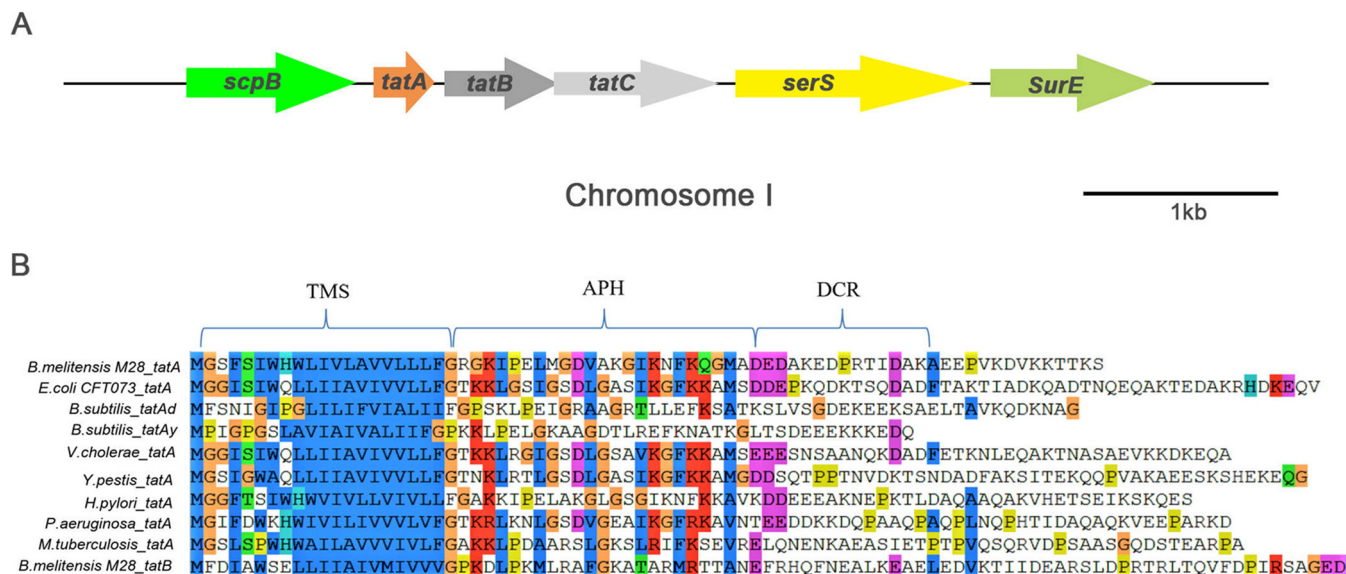 A
scpB tatA tatB tatC serS SurE
Chromosome I
1kb
B
TMS APH DCR
B.melitensis M28_tatA MGSFSIWHWLIVLAVVLLLFGRGKIPELMGDVAKGIKNFKQGMADEDAKEDPRTIDAKAEEPVKDVKKTTKS
E.coli CFT073_tatA MGGISIWQLLIIAVIVVLLFGTKKLGSIGSDLGASIKGFKKAMSDDEPKQDKTSQDADFTAKTIADKQADTNQEQAKTEDAKRHDKEQV
B.subtilis_tatAd MFSNIGIPGLILIFVIALIIFGPSKLPEIGRAAGRTLLEFKSATKSLVSGDEKEEKSAELTAVKQDKNAG
B.subtilis_tatAy MPIGPGSLAVIAIVALIIFGPKKLPELGKAAGDTLREFKNATKGLTSDEEEKKKEDQ
V.cholerae_tatA MGGISIWQLLIIAVIVVLLFGTKKLRGIGSDLGSAVKGFKKAMSEEESNSAANQKDADFETKNLEQAKTNASAEVKKDKEQA
Y.pestis_tatA MGSIGWAQLLIIAVIVVLLFGTNKLRTLGSDLGASIKGFKKAMGDDSQTPPTNVDKTSNDADFAKSITEKQQPVAKAEESKSHEKEQG
H.pylori_tatA MGGFTSIWHWVIVLLVIVLLFGAKKIPELAKGLGSGIKNFKKAVKDDEEEAKNEPKTLDAQAAQAKVHETSEIKSKQES
P.aeruginosa_tatA MGIFDWKHWIVILIVVVLVFGTKRLKNLGSDVGEAIKGFRKAVNTEEDDKKDQPAAQPAQPLNQPHTIDAQAQKVEEPARKD
M.tuberculosis_tatA MGSLSPWHWAILAVVVIVLFGAKKLPDAARSLGKSLRIFKSEVRELQNENKAEASIETPTPVQSQRVDPSAASGQDSTEARPA
B.melitensis M28_tatB MFDIAWSELLIIAVMIVVVGPKDLPKMLRAFGKATARMRTTANEFRHQFNEALKEAELEDVKTIIDEARSLDPRTRLTQVFDPIRSAGED